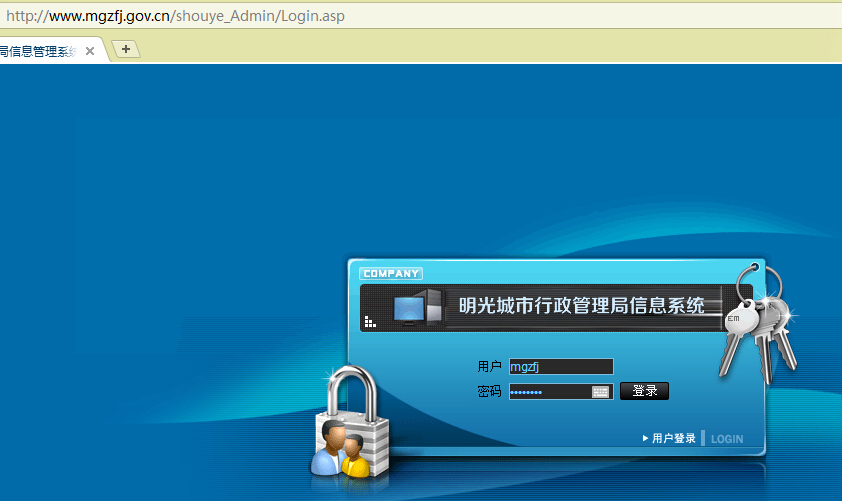 http://www.mgzfj.gov.cn/shouye_Admin/Login.asp
局信息管理系统
COMPANY
明光城市行政管理局信息系统
EM
用户 mgzfj
密码 ••••••••
登录
用户登录 LOGIN